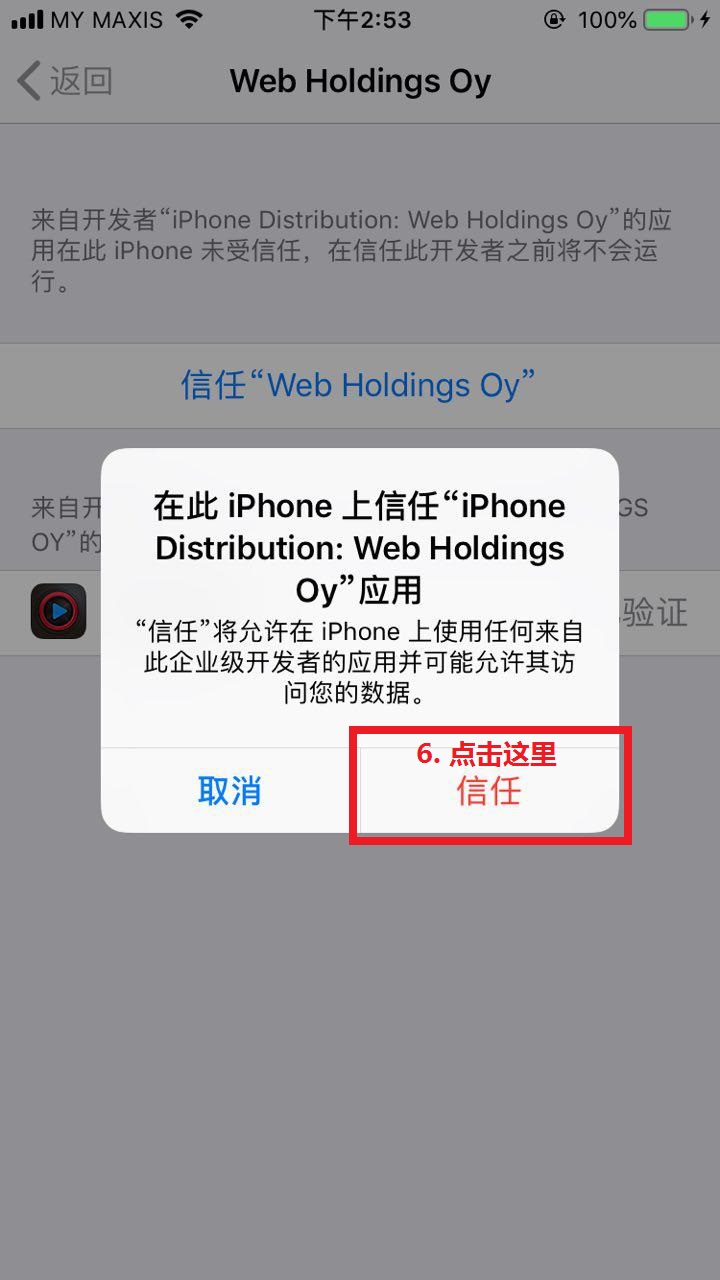 MY MAXIS 下午2:53 100%
返回 Web Holdings Oy
来自开发者“iPhone Distribution: Web Holdings Oy”的应
用在此 iPhone 未受信任，在信任此开发者之前将不会运
行。
信任“Web Holdings Oy”
来自开 GS
OY”的
验证
在此 iPhone 上信任“iPhone
Distribution: Web Holdings
Oy”应用
“信任”将允许在 iPhone 上使用任何来自
此企业级开发者的应用并可能允许其访
问您的数据。
6. 点击这里
取消 信任